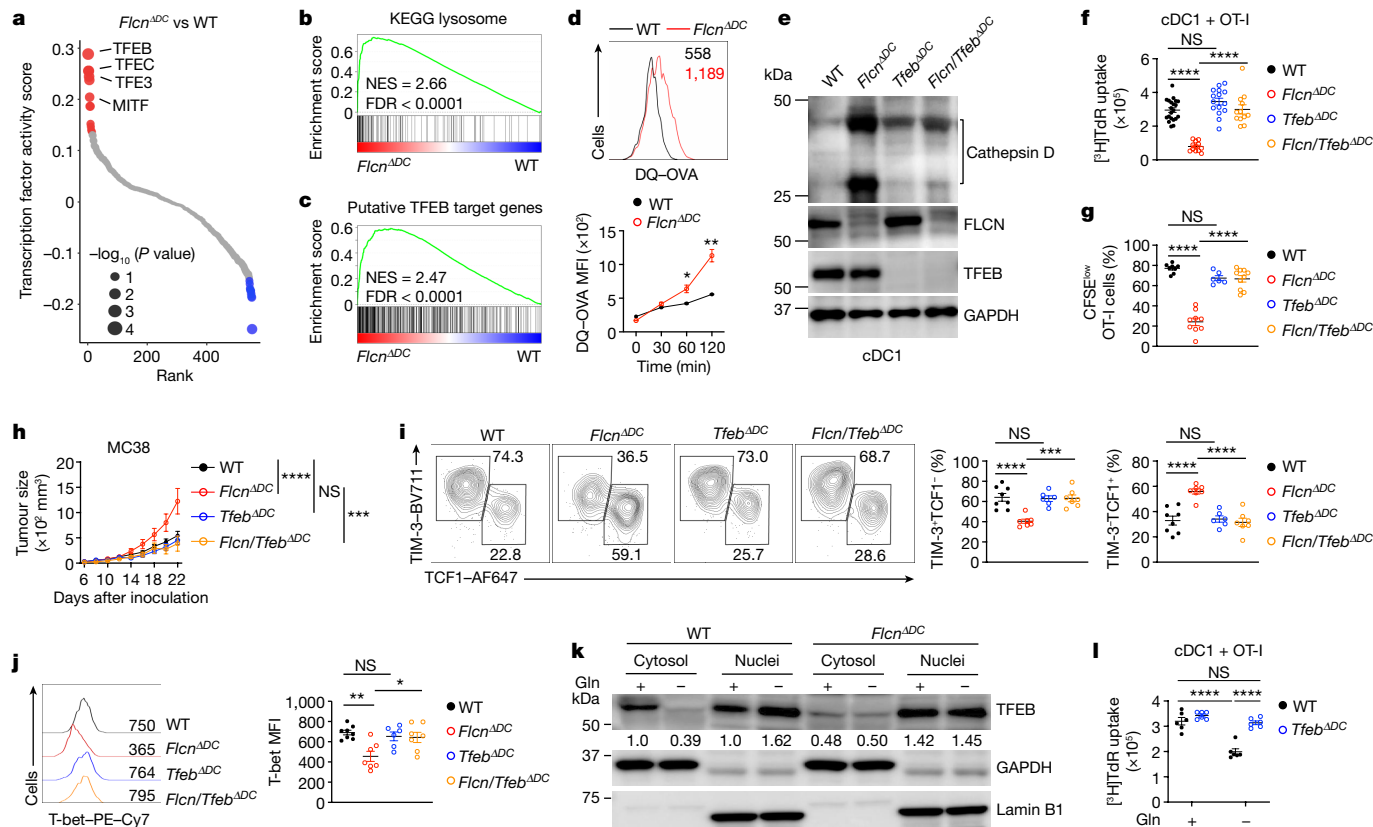 a
Flcn^ΔDC vs WT
Transcription factor activity score
0.3
0.2
0.1
0
−0.1
−0.2
TFEB
TFEC
TFE3
MITF
−log₁₀ (P value)
1
2
3
4
0 200 400
Rank
b
KEGG lysosome
Enrichment score
0.6
0.4
0.2
0
NES = 2.66
FDR < 0.0001
Flcn^ΔDC WT
c
Putative TFEB target genes
Enrichment score
0.6
0.4
0.2
0
NES = 2.47
FDR < 0.0001
Flcn^ΔDC WT
d
WT Flcn^ΔDC
558
1,189
Cells
DQ–OVA
WT
Flcn^ΔDC
DQ–OVA MFI (×10²)
15
10
5
0
* **
0 30 60 120
Time (min)
e
WT Flcn^ΔDC Tfeb^ΔDC Flcn/Tfeb^ΔDC
kDa
50
25
Cathepsin D
50
FLCN
50
TFEB
37
GAPDH
cDC1
f
cDC1 + OT-I
NS
**** ****
[³H]TdR uptake
(×10⁵)
6
4
2
0
WT
Flcn^ΔDC
Tfeb^ΔDC
Flcn/Tfeb^ΔDC
g
NS
**** ****
CFSE^low
OT-I cells (%)
100
80
60
40
20
0
WT
Flcn^ΔDC
Tfeb^ΔDC
Flcn/Tfeb^ΔDC
h
MC38
Tumour size
(×10² mm³)
20
15
10
5
0
6 10 14 18 22
Days after inoculation
WT
Flcn^ΔDC
Tfeb^ΔDC
Flcn/Tfeb^ΔDC
**** NS ***
i
WT Flcn^ΔDC Tfeb^ΔDC Flcn/Tfeb^ΔDC
74.3 36.5 73.0 68.7
22.8 59.1 25.7 28.6
TIM-3–BV711
TCF1–AF647
NS
**** ***
TIM-3⁺TCF1⁻ (%)
100
80
60
40
20
0
NS
**** ****
TIM-3⁻TCF1⁺ (%)
100
80
60
40
20
0
WT
Flcn^ΔDC
Tfeb^ΔDC
Flcn/Tfeb^ΔDC
j
Cells
750 WT
365 Flcn^ΔDC
764 Tfeb^ΔDC
795 Flcn/Tfeb^ΔDC
T-bet–PE–Cy7
NS
** *
T-bet MFI
1,000
800
600
400
200
0
WT
Flcn^ΔDC
Tfeb^ΔDC
Flcn/Tfeb^ΔDC
k
WT Flcn^ΔDC
Cytosol Nuclei Cytosol Nuclei
Gln + − + − + − + −
kDa
50
TFEB
1.0 0.39 1.0 1.62 0.48 0.50 1.42 1.45
37
GAPDH
75
Lamin B1
l
cDC1 + OT-I
NS
**** ****
[³H]TdR uptake
(×10⁵)
4
3
2
1
0
Gln + −
WT
Tfeb^ΔDC